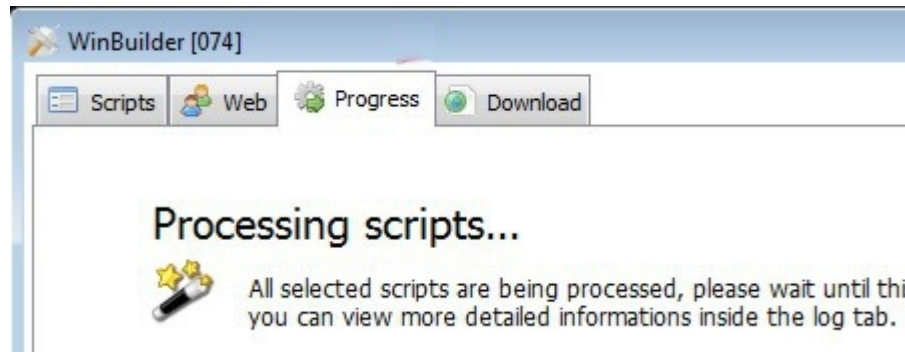 WinBuilder [074]
Scripts Web Progress Download
Processing scripts...
All selected scripts are being processed, please wait until thi
you can view more detailed informations inside the log tab.